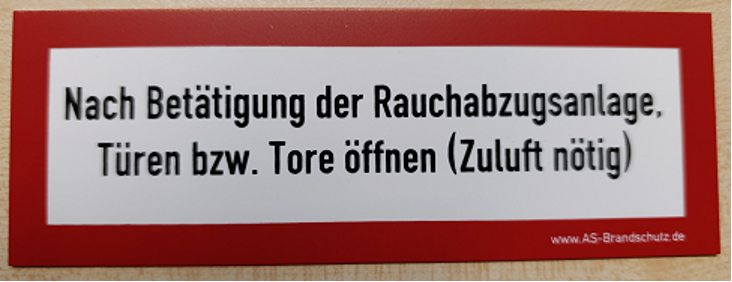 Nach Betätigung der Rauchabzugsanlage,
Türen bzw. Tore öffnen (Zuluft nötig)
www.AS-Brandschutz.de